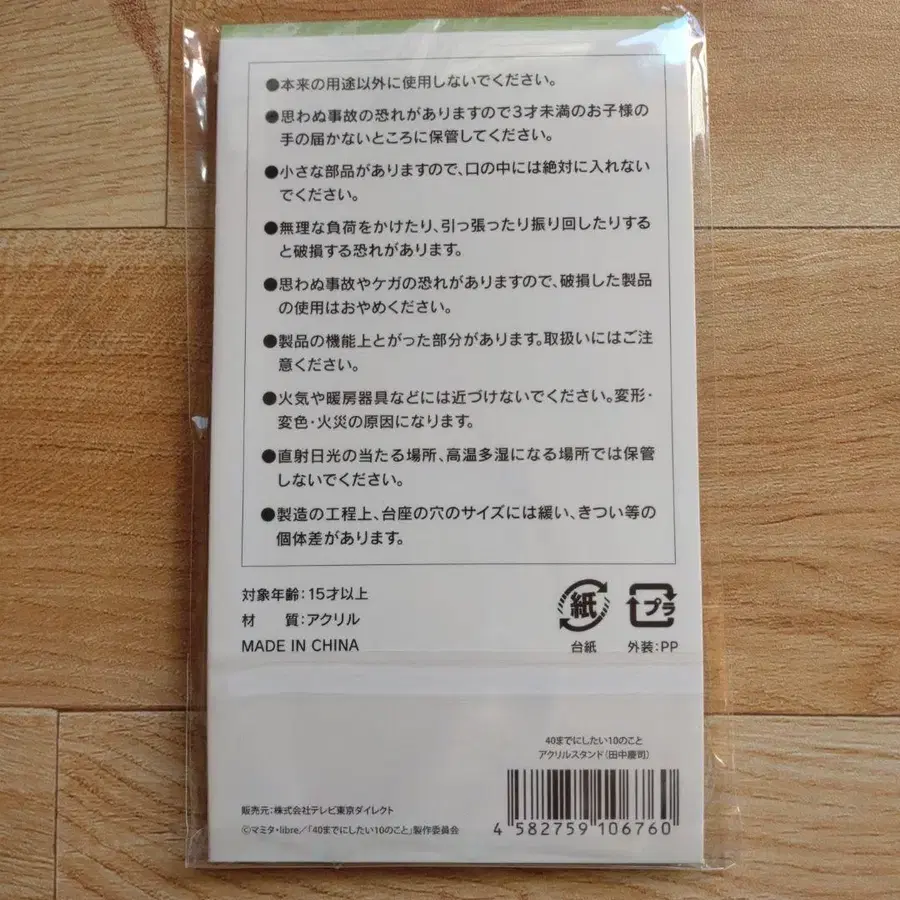 ●本来の用途以外に使用しないでください。
●思わぬ事故の恐れがありますので3才未満のお子様の
手の届かないところに保管してください。
●小さな部品がありますので、口の中には絶対に入れない
でください。
●無理な負荷をかけたり、引っ張ったり振り回したりする
と破損する恐れがあります。
●思わぬ事故やケガの恐れがありますので、破損した製品
の使用はおやめください。
●製品の機能上とがった部分があります。取扱いにはご注
意ください。
●火気や暖房器具などには近づけないでください。変形・
変色・火災の原因になります。
●直射日光の当たる場所、高温多湿になる場所では保管
しないでください。
●製造の工程上、台座の穴のサイズには緩い、きつい等の
個体差があります。
対象年齢:15才以上
材 質:アクリル
MADE IN CHINA
紙
台紙
プラ
外装:PP
40までにしたい10のこと
アクリルスタンド(田中慶司)
4 582759 106760
販売元:株式会社テレビ東京ダイレクト
©マミタ・libre/「40までにしたい10のこと」製作委員会